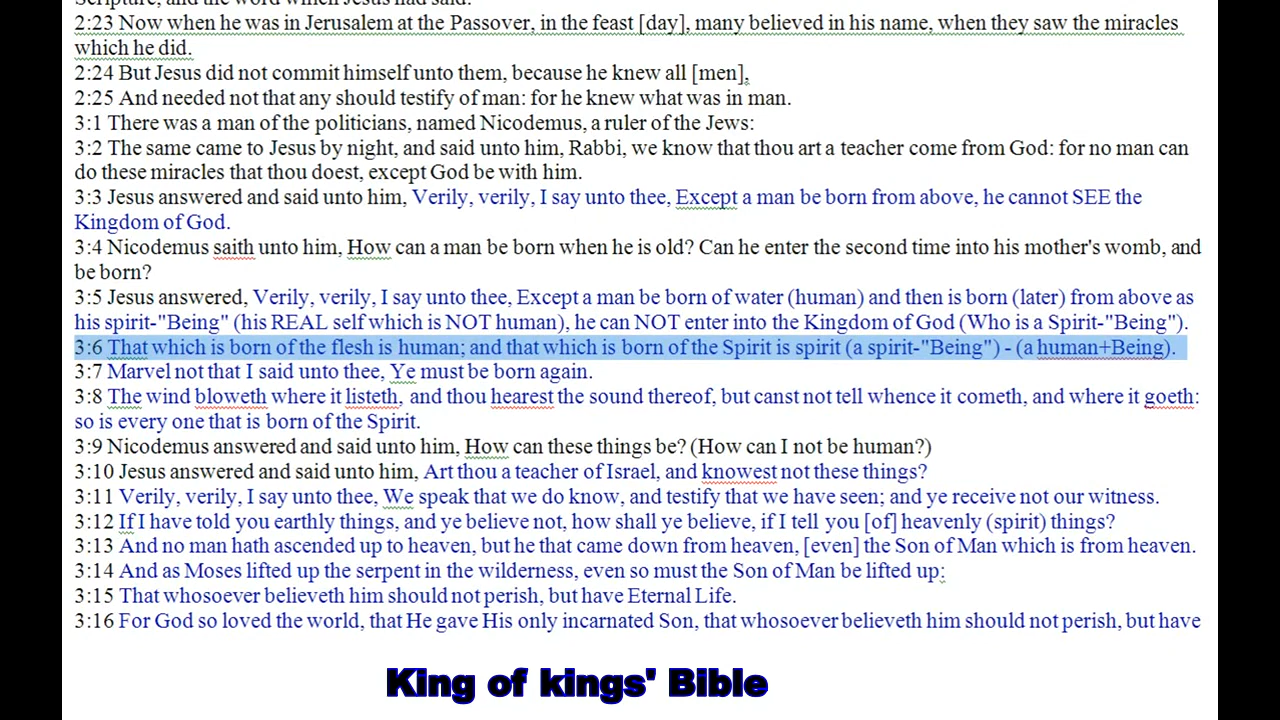 Scripture, and the word which Jesus had said.
2:23 Now when he was in Jerusalem at the Passover, in the feast [day], many believed in his name, when they saw the miracles
which he did.
2:24 But Jesus did not commit himself unto them, because he knew all [men],
2:25 And needed not that any should testify of man: for he knew what was in man.
3:1 There was a man of the politicians, named Nicodemus, a ruler of the Jews:
3:2 The same came to Jesus by night, and said unto him, Rabbi, we know that thou art a teacher come from God: for no man can
do these miracles that thou doest, except God be with him.
3:3 Jesus answered and said unto him, Verily, verily, I say unto thee, Except a man be born from above, he cannot SEE the
Kingdom of God.
3:4 Nicodemus saith unto him, How can a man be born when he is old? Can he enter the second time into his mother's womb, and
be born?
3:5 Jesus answered, Verily, verily, I say unto thee, Except a man be born of water (human) and then is born (later) from above as
his spirit-"Being" (his REAL self which is NOT human), he can NOT enter into the Kingdom of God (Who is a Spirit-"Being").
3:6 That which is born of the flesh is human; and that which is born of the Spirit is spirit (a spirit-"Being") - (a human+Being).
3:7 Marvel not that I said unto thee, Ye must be born again.
3:8 The wind bloweth where it listeth, and thou hearest the sound thereof, but canst not tell whence it cometh, and where it goeth:
so is every one that is born of the Spirit.
3:9 Nicodemus answered and said unto him, How can these things be? (How can I not be human?)
3:10 Jesus answered and said unto him, Art thou a teacher of Israel, and knowest not these things?
3:11 Verily, verily, I say unto thee, We speak that we do know, and testify that we have seen; and ye receive not our witness.
3:12 If I have told you earthly things, and ye believe not, how shall ye believe, if I tell you [of] heavenly (spirit) things?
3:13 And no man hath ascended up to heaven, but he that came down from heaven, [even] the Son of Man which is from heaven.
3:14 And as Moses lifted up the serpent in the wilderness, even so must the Son of Man be lifted up:
3:15 That whosoever believeth him should not perish, but have Eternal Life.
3:16 For God so loved the world, that He gave His only incarnated Son, that whosoever believeth him should not perish, but have
King of kings' Bible